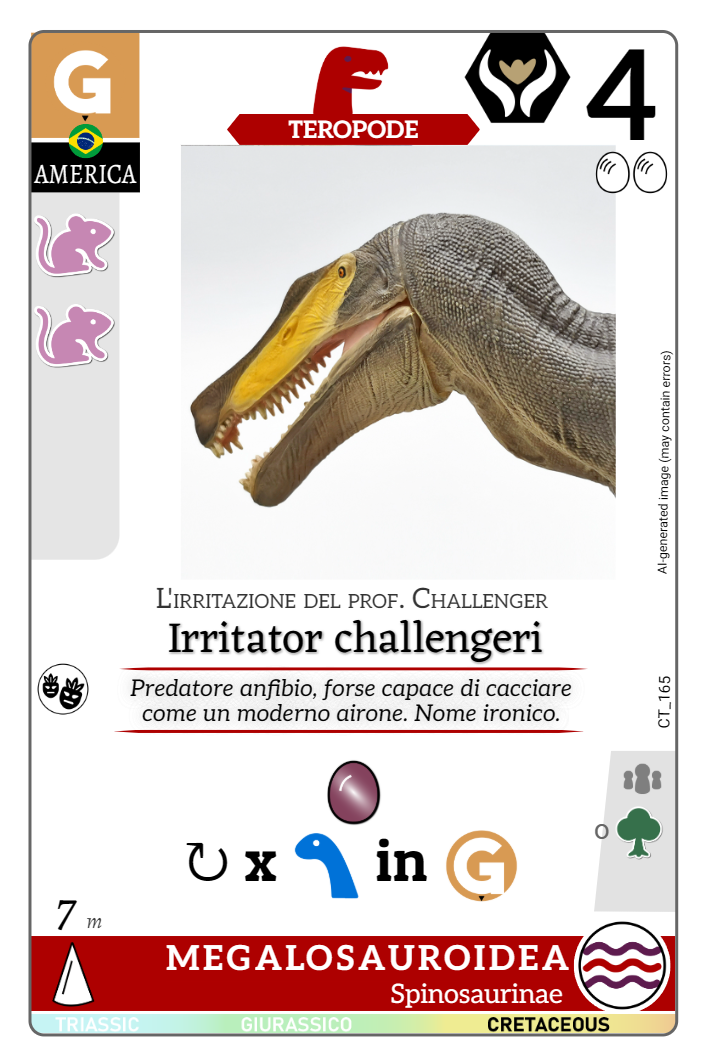 G
AMERICA
TEROPODE
4
AI-generated image (may contain errors)
L'irritazione del prof. Challenger
Irritator challengeri
Predatore anfibio, forse capace di cacciare
come un moderno airone. Nome ironico.
CT_165
o
↻ x in G
7 m
MEGALOSAUROIDEA
Spinosaurinae
TRIASSIC GIURASSICO CRETACEOUS